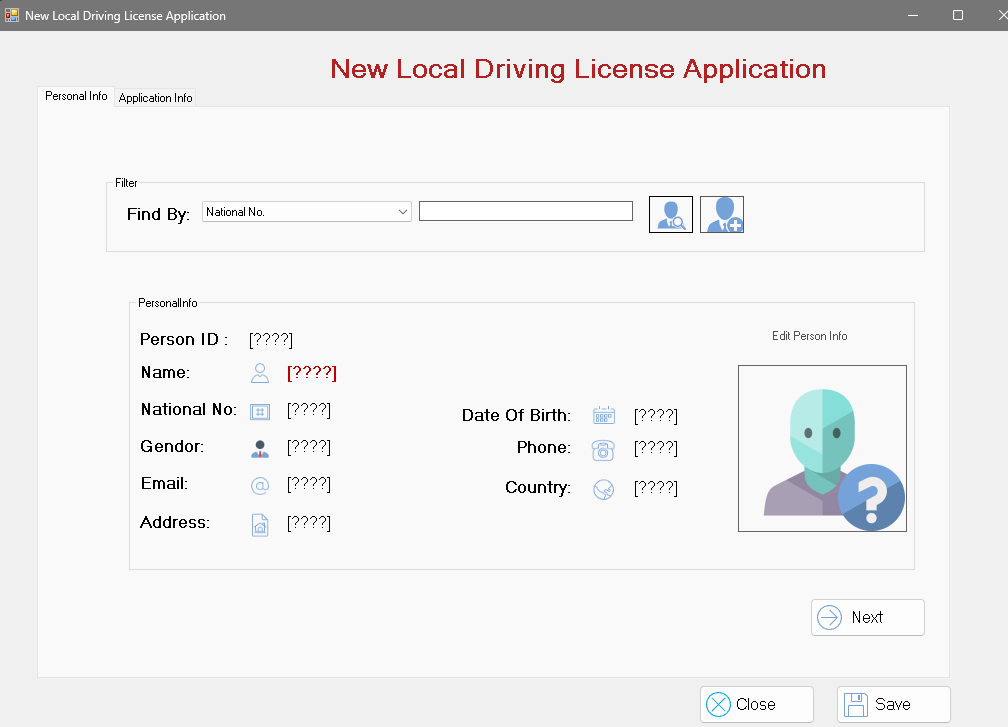 New Local Driving License Application
New Local Driving License Application
Personal Info
Application Info
Filter
Find By:
National No.
PersonalInfo
Person ID :
[????]
Edit Person Info
Name:
[????]
National No:
[????]
Date Of Birth:
[????]
Gendor:
[????]
Phone:
[????]
Email:
[????]
Country:
[????]
Address:
[????]
?
Next
Close
Save